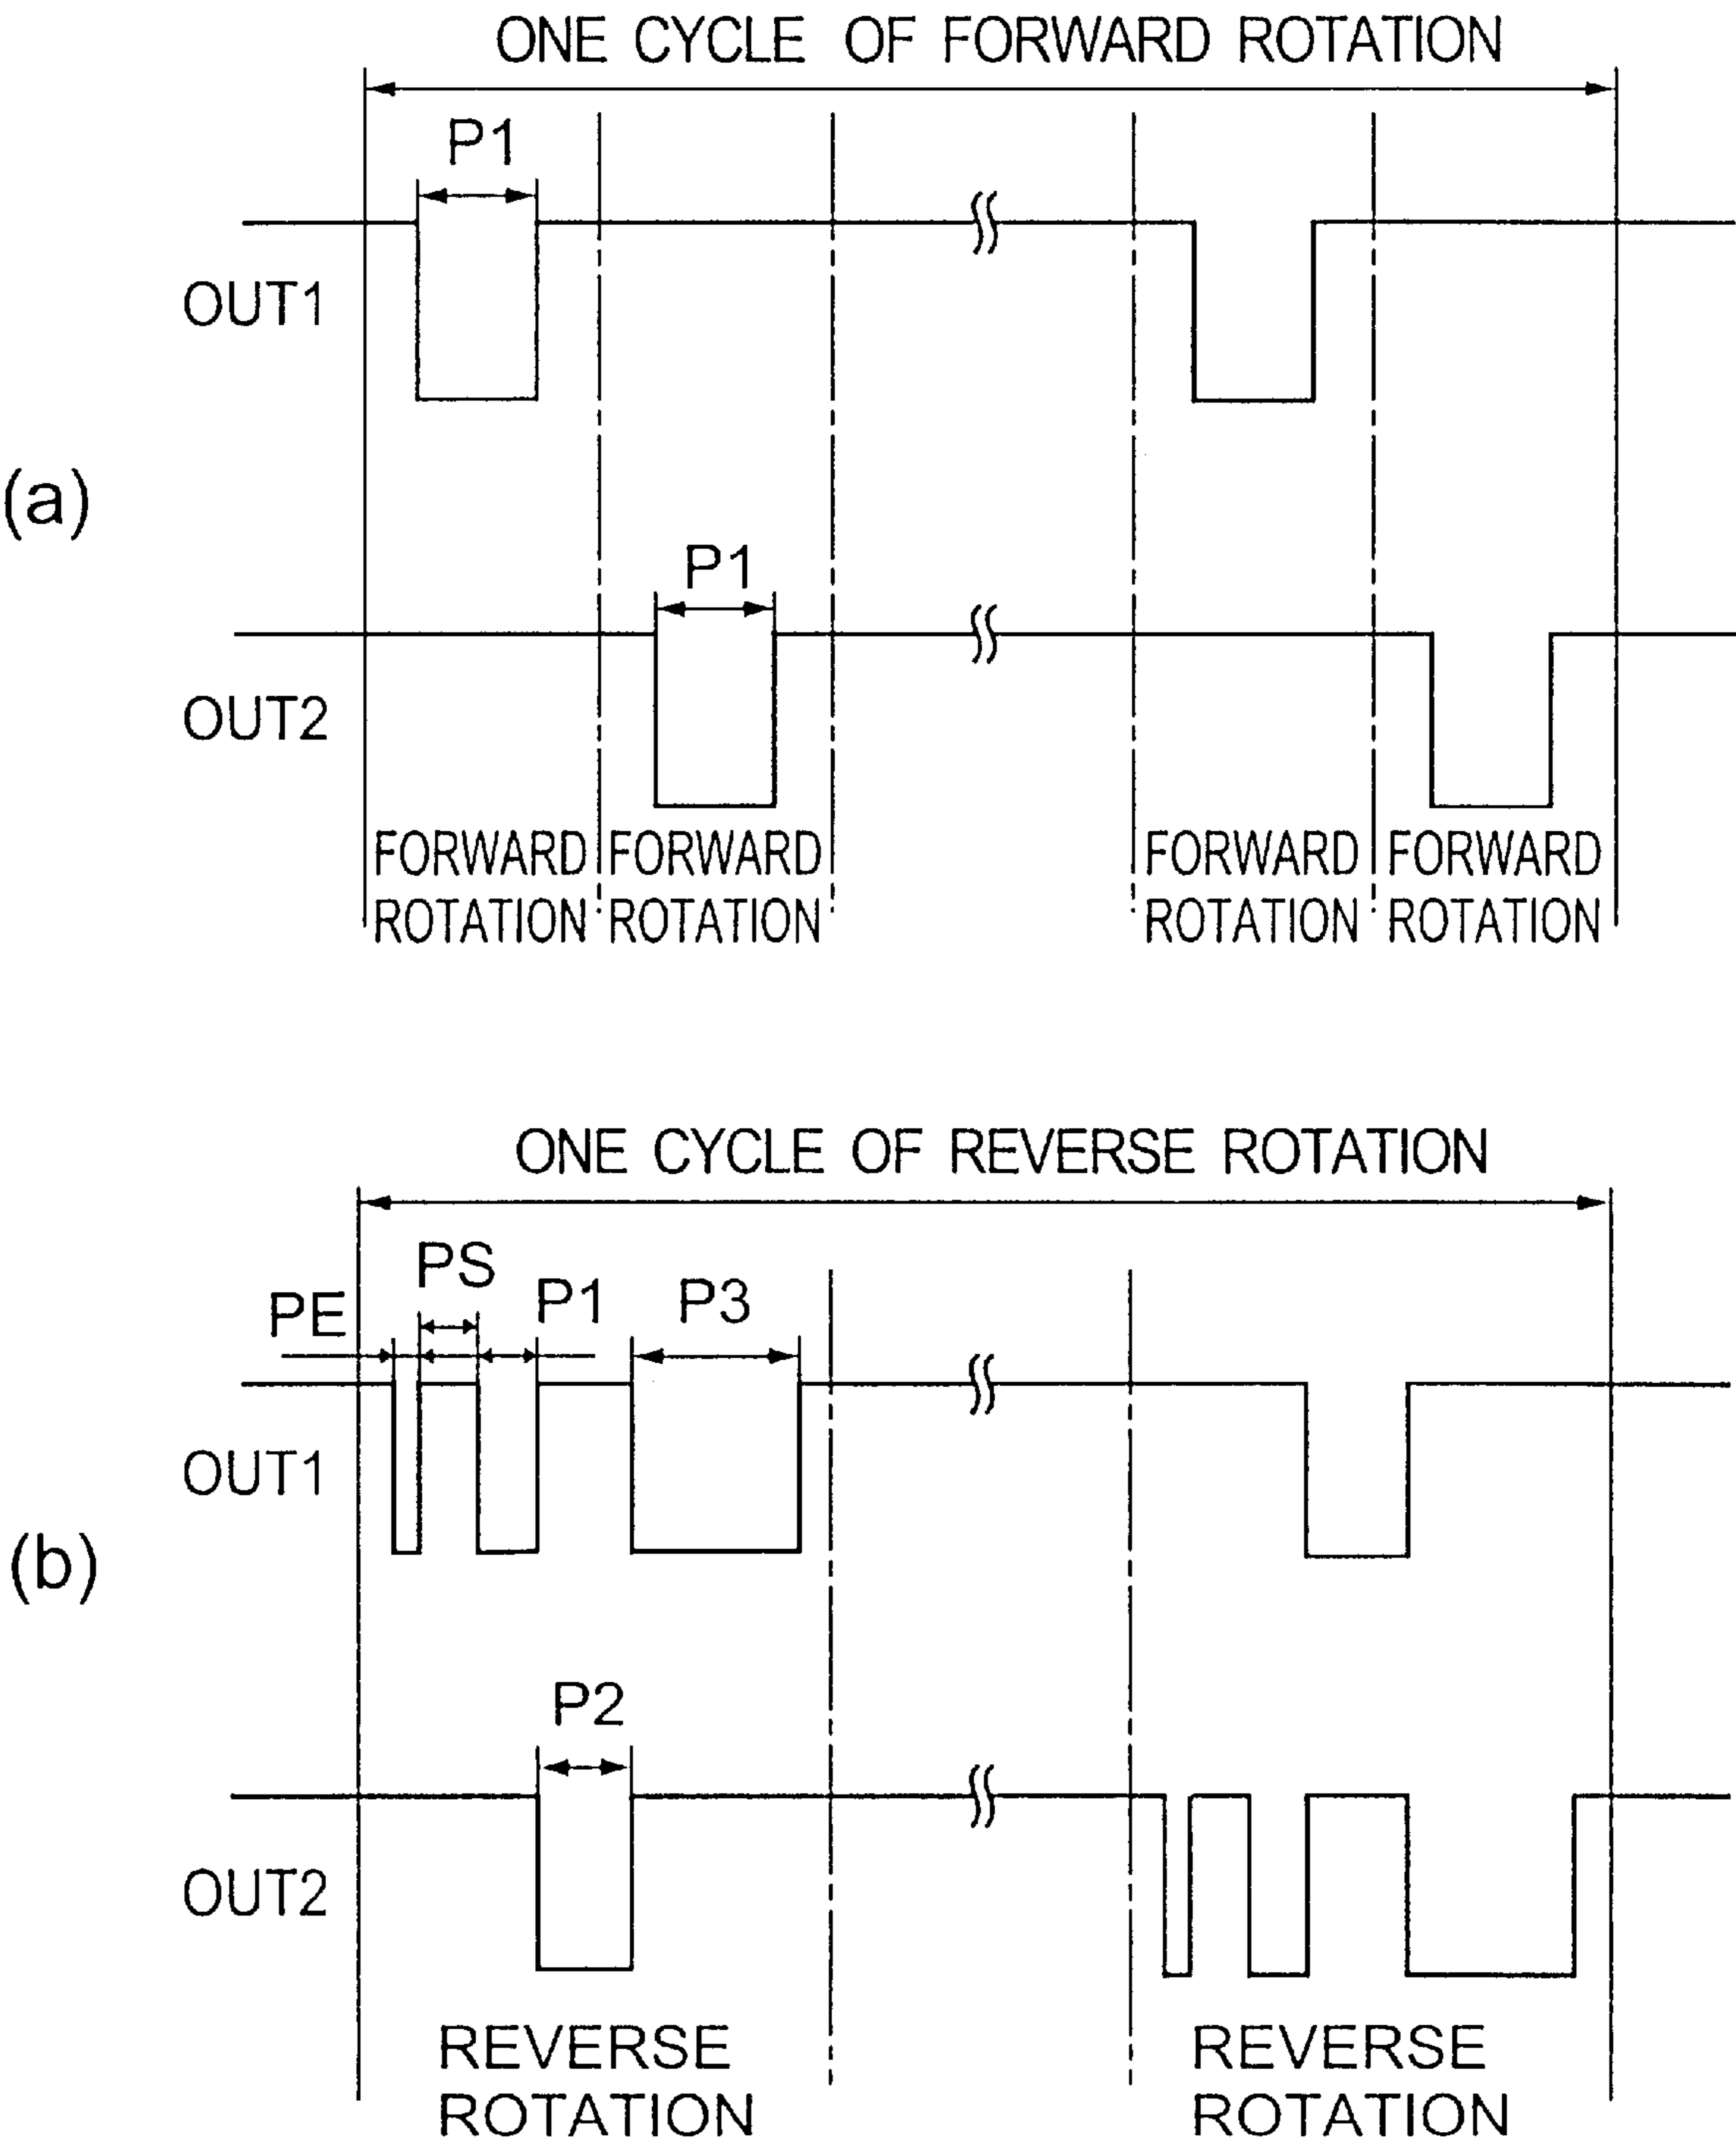 ONE CYCLE OF FORWARD ROTATION
P1
OUT1
(a)
P1
OUT2
FORWARD ROTATION
FORWARD ROTATION
FORWARD ROTATION
FORWARD ROTATION
ONE CYCLE OF REVERSE ROTATION
PS
PE
P1
P3
OUT1
(b)
P2
OUT2
REVERSE ROTATION
REVERSE ROTATION